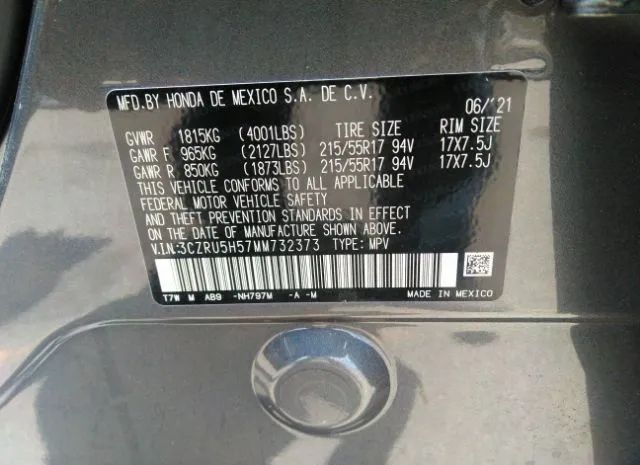 MFD.BY HONDA DE MEXICO S.A. DE C.V. 06/'21
GVWR 1815KG (4001LBS) TIRE SIZE RIM SIZE
GAWR F 965KG (2127LBS) 215/55R17 94V 17X7.5J
GAWR R 850KG (1873LBS) 215/55R17 94V 17X7.5J
THIS VEHICLE CONFORMS TO ALL APPLICABLE
FEDERAL MOTOR VEHICLE SAFETY
AND THEFT PREVENTION STANDARDS IN EFFECT
ON THE DATE OF MANUFACTURE SHOWN ABOVE.
V.I.N.:3CZRU5H57MM732373 TYPE: MPV
T7W M AB9 -NH797M -A -M MADE IN MEXICO